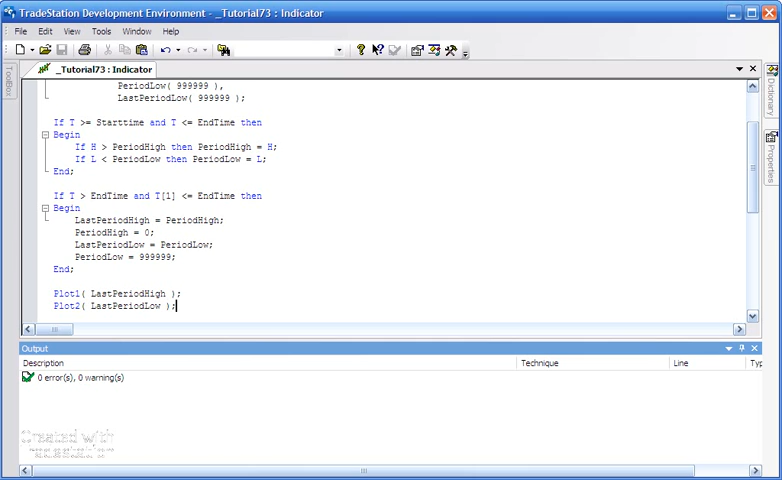 TradeStation Development Environment - _Tutorial73 : Indicator
File Edit View Tools Window Help
_Tutorial73 : Indicator
ToolBox
Dictionary
Properties
PeriodLow( 999999 ),
LastPeriodLow( 999999 );
If T >= Starttime and T <= EndTime then
Begin
If H > PeriodHigh then PeriodHigh = H;
If L < PeriodLow then PeriodLow = L;
End;
If T > EndTime and T[1] <= EndTime then
Begin
LastPeriodHigh = PeriodHigh;
PeriodHigh = 0;
LastPeriodLow = PeriodLow;
PeriodLow = 999999;
End;
Plot1( LastPeriodHigh );
Plot2( LastPeriodLow );
Output
Description Technique Line Typ
0 error(s), 0 warning(s)
Created with